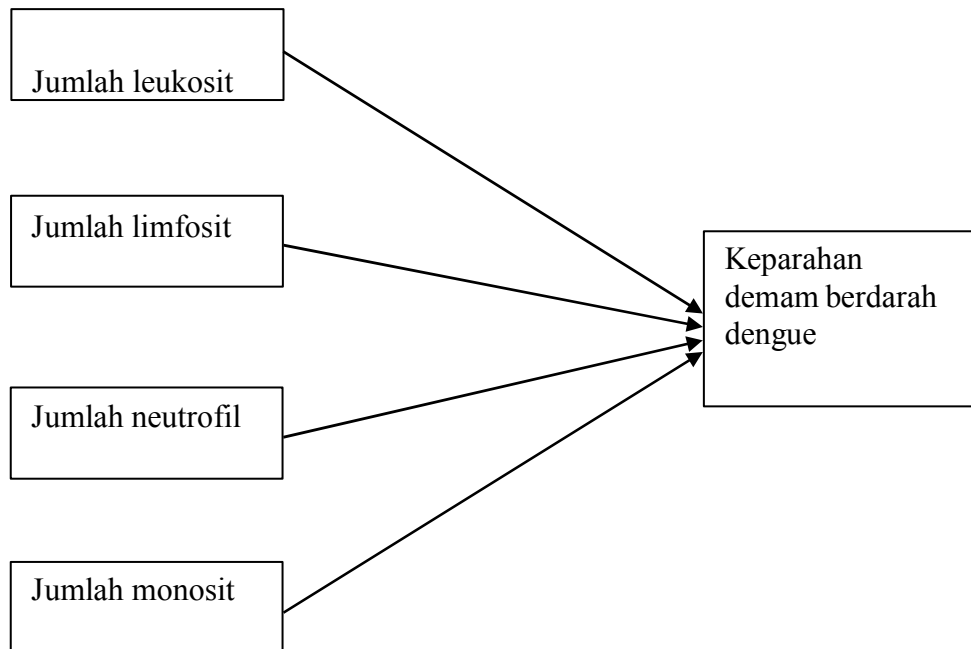 Jumlah leukosit
Jumlah limfosit
Keparahan
demam berdarah
dengue
Jumlah neutrofil
Jumlah monosit